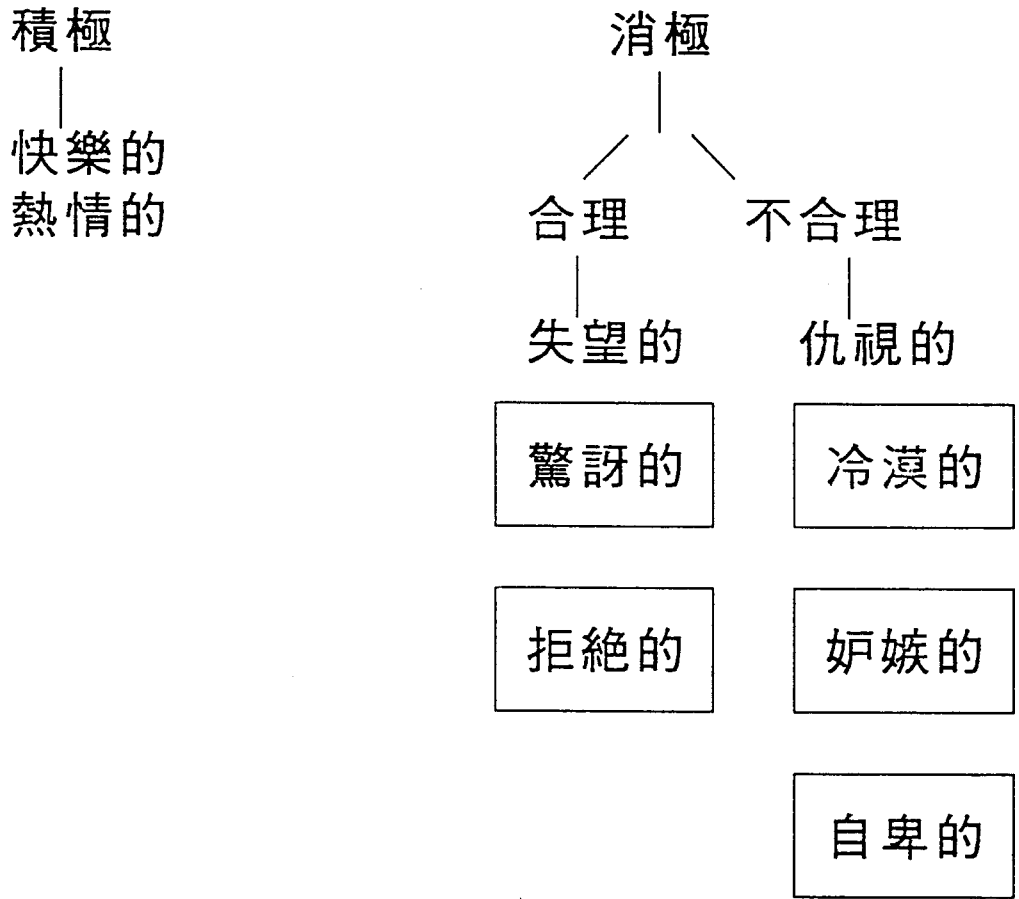 積極
消極
快樂的
熱情的
合理
不合理
失望的
仇視的
驚訝的
冷漠的
拒絕的
妒嫉的
自卑的